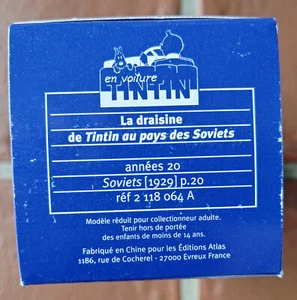 en voiture
TINTIN
La draisine
de Tintin au pays des Soviets
années 20
Soviets [1929] p.20
réf 2 118 064 A
Modèle réduit pour collectionneur adulte.
Tenir hors de portée
des enfants de moins de 14 ans.
Fabriqué en Chine pour les Éditions Atlas
1186, rue de Cocherel - 27000 Evreux France